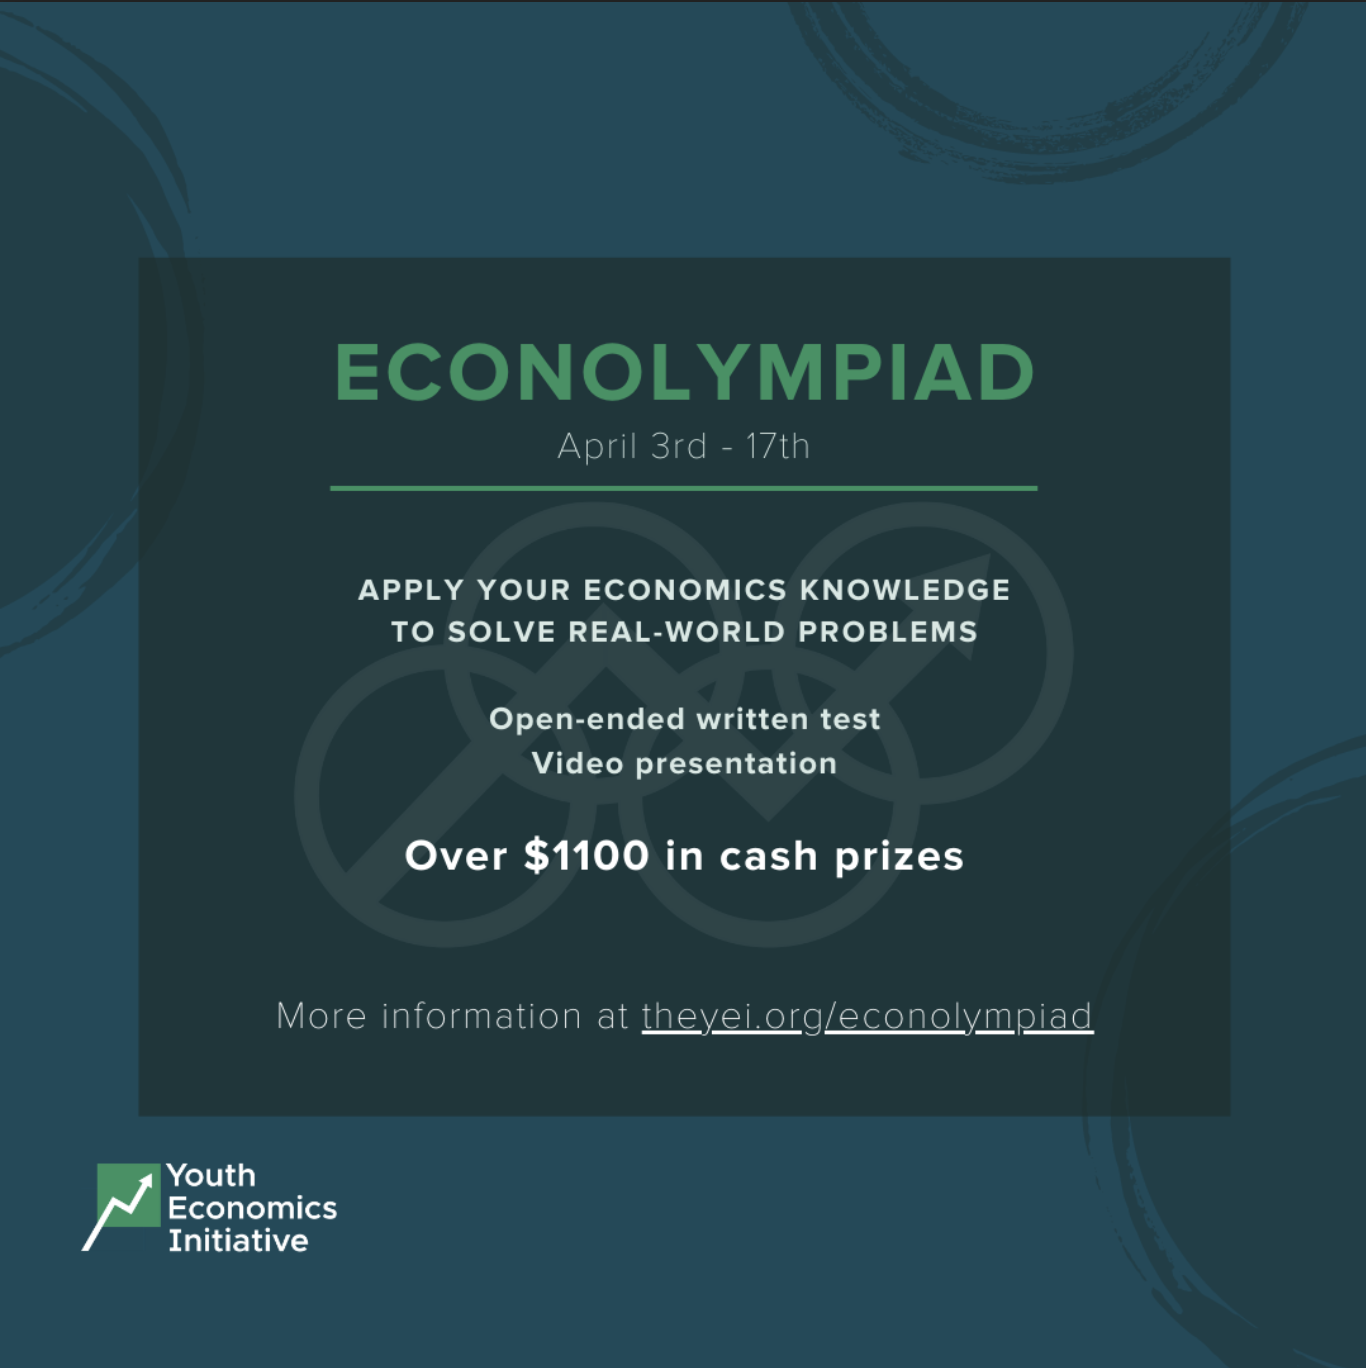 ECONOLYMPIAD
April 3rd - 17th
APPLY YOUR ECONOMICS KNOWLEDGE
TO SOLVE REAL-WORLD PROBLEMS
Open-ended written test
Video presentation
Over $1100 in cash prizes
More information at theyei.org/econolympiad
Youth
Economics
Initiative